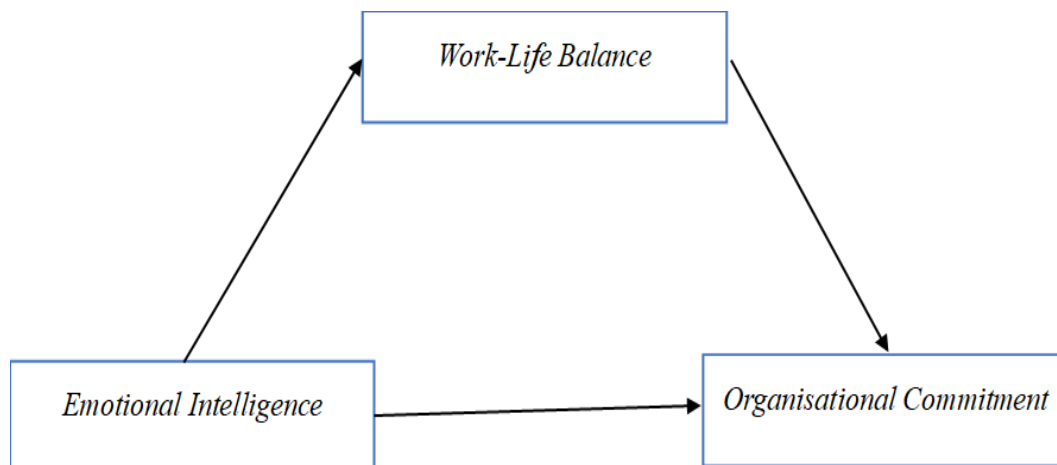 Work-Life Balance
Emotional Intelligence
Organisational Commitment